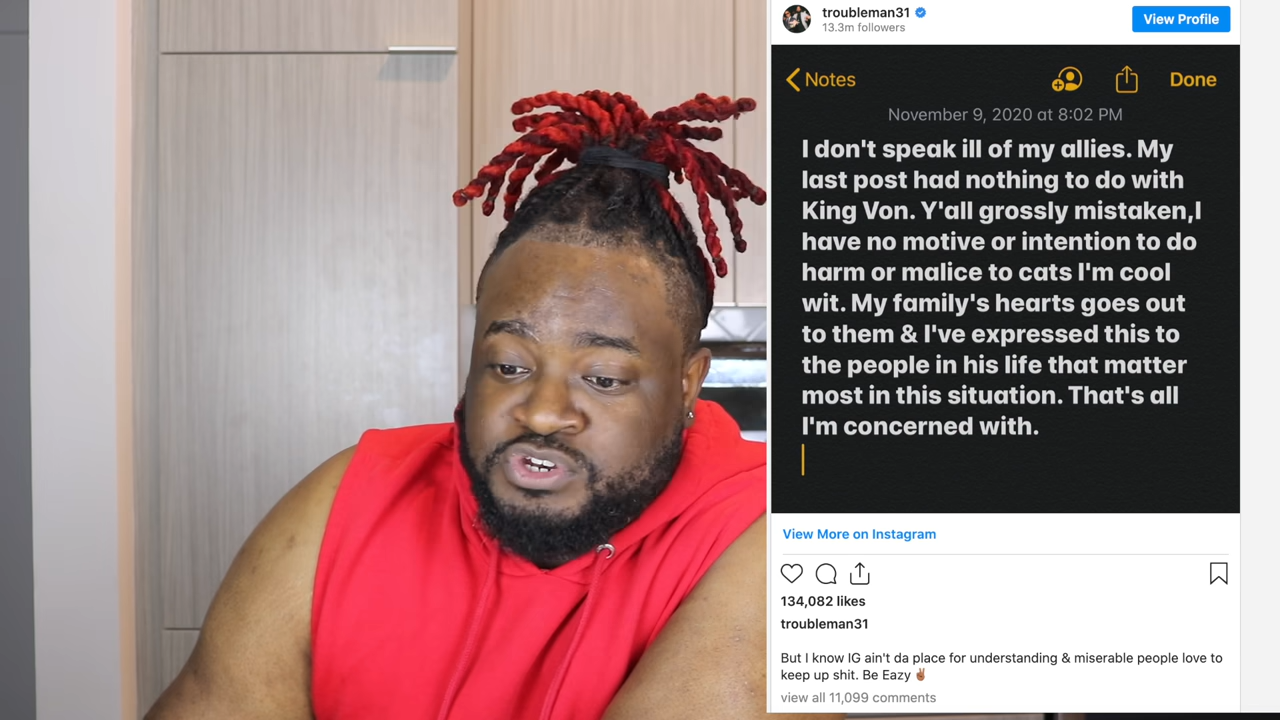 troubleman31
13.3m followers
View Profile
Notes
Done
November 9, 2020 at 8:02 PM
I don't speak ill of my allies. My
last post had nothing to do with
King Von. Y'all grossly mistaken,I
have no motive or intention to do
harm or malice to cats I'm cool
wit. My family's hearts goes out
to them & I've expressed this to
the people in his life that matter
most in this situation. That's all
I'm concerned with.
View More on Instagram
134,082 likes
troubleman31
But I know IG ain't da place for understanding & miserable people love to
keep up shit. Be Eazy ✌🏾
view all 11,099 comments